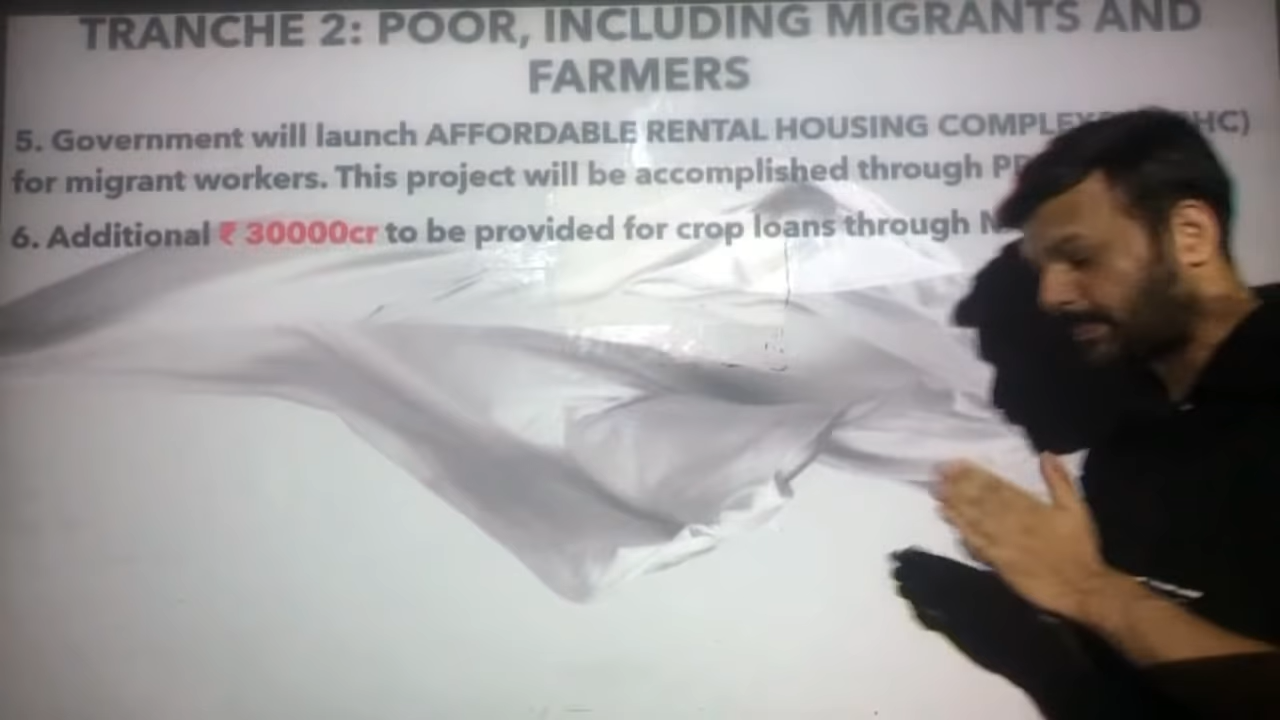 TRANCHE 2: POOR, INCLUDING MIGRANTS AND
FARMERS
5. Government will launch AFFORDABLE RENTAL HOUSING HC)
for migrant workers. This project will be accomplished through
6. Additional ₹ 30000cr to be provided for crop loans through